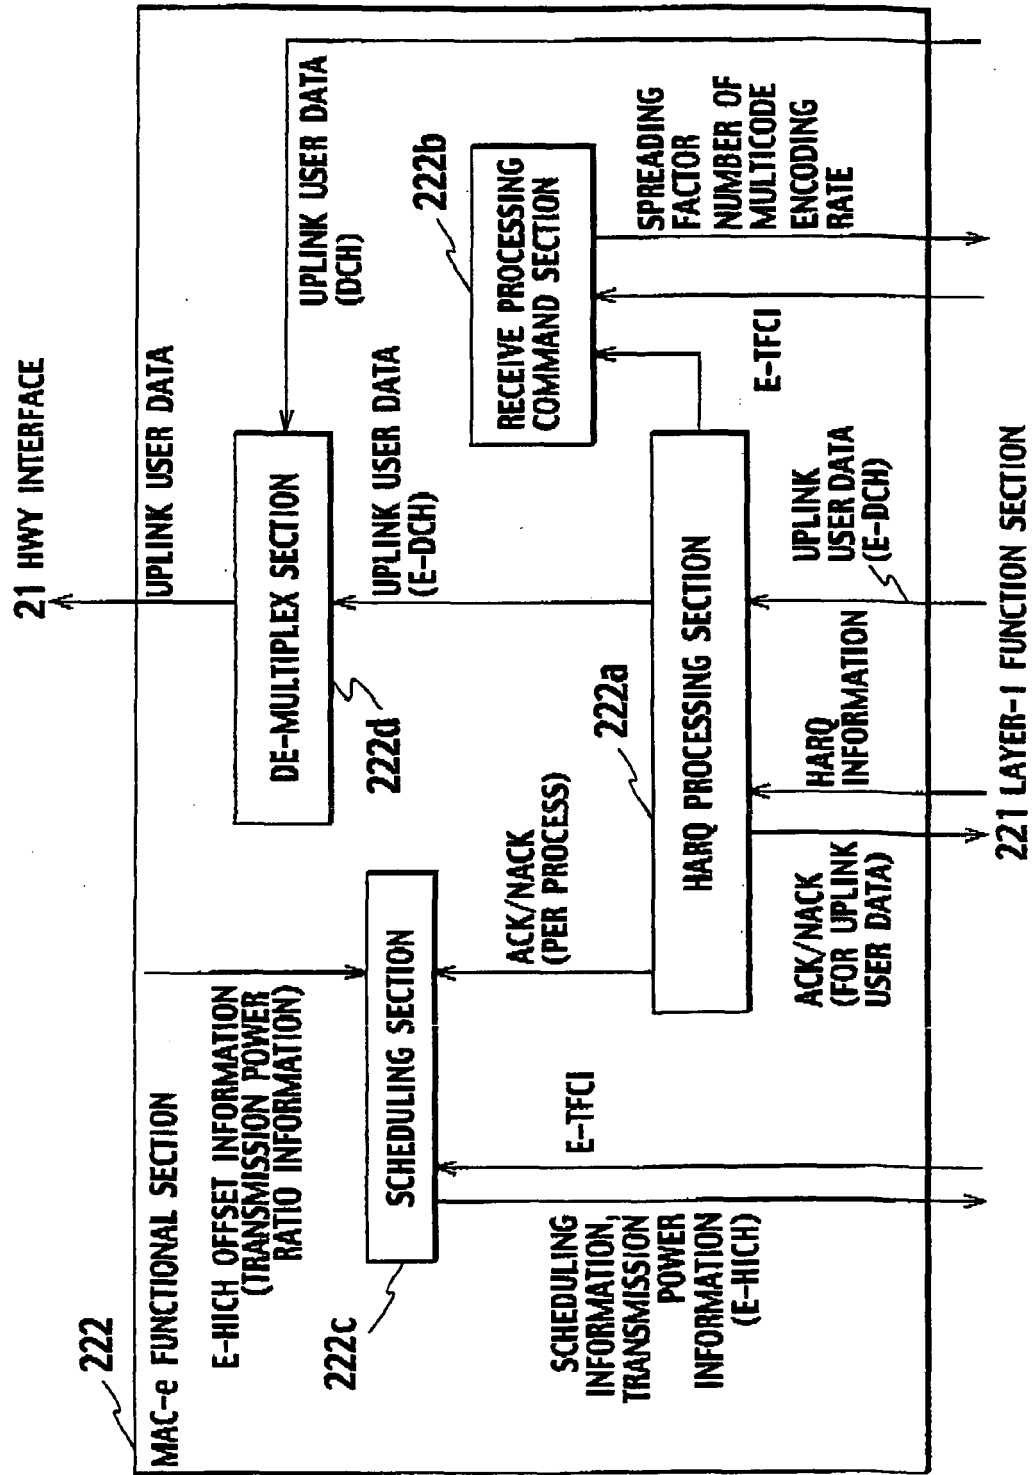 21 HWY INTERFACE
222
MAC-e FUNCTIONAL SECTION
UPLINK USER DATA
E-HICH OFFSET INFORMATION
(TRANSMISSION POWER
RATIO INFORMATION)
DE-MULTIPLEX SECTION
222d
UPLINK USER DATA
(DCH)
222c
SCHEDULING SECTION
ACK/NACK
(PER PROCESS)
UPLINK USER DATA
(E-DCH)
222b
RECEIVE PROCESSING
COMMAND SECTION
222a
HARQ PROCESSING SECTION
SCHEDULING
INFORMATION,
TRANSMISSION
POWER
INFORMATION
(E-HICH)
E-TFCI
ACK/NACK
(FOR UPLINK
USER DATA)
HARQ
INFORMATION
UPLINK
USER DATA
(E-DCH)
E-TFCI
SPREADING
FACTOR
NUMBER OF
MULTICODE
ENCODING
RATE
221 LAYER-1 FUNCTION SECTION